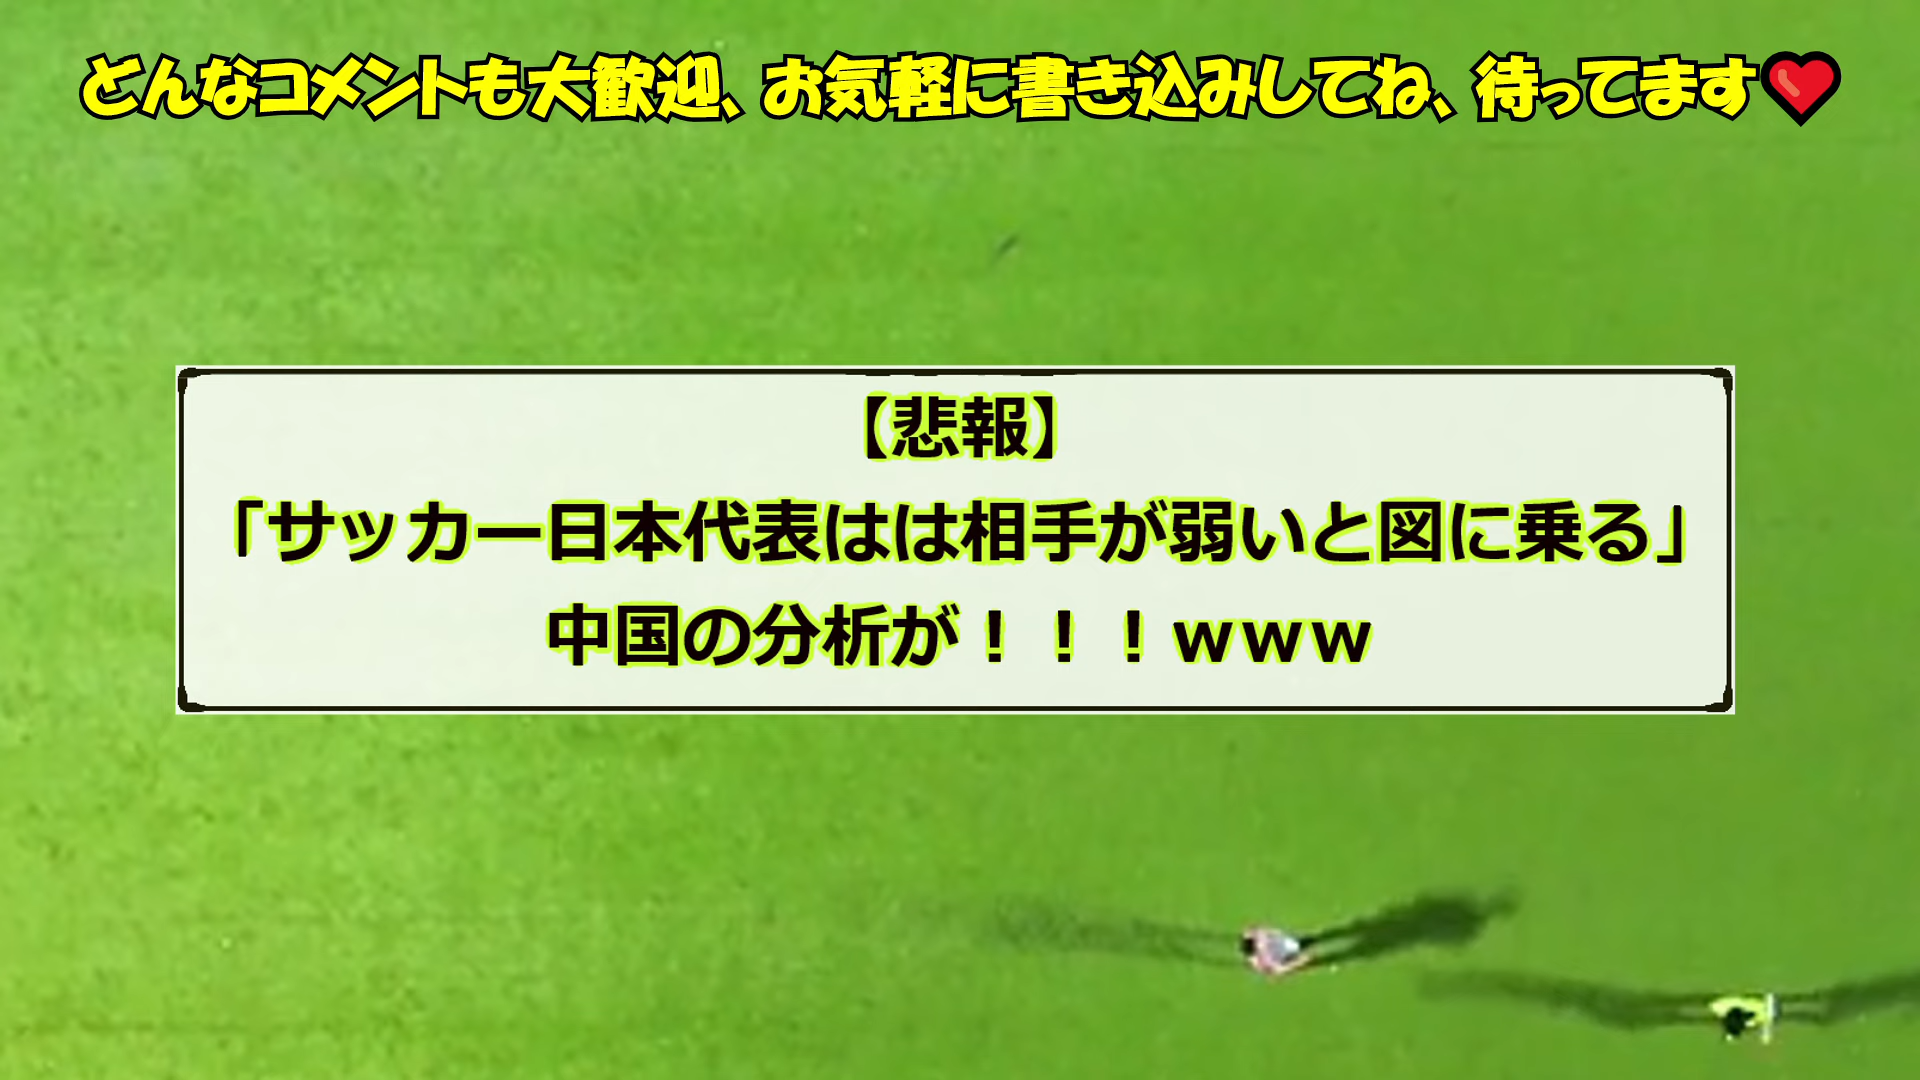 どんなコメントも大歓迎、お気軽に書き込みしてね、待ってます❤
【悲報】
「サッカー日本代表はは相手が弱いと図に乗る」
中国の分析が！！！ｗｗｗ